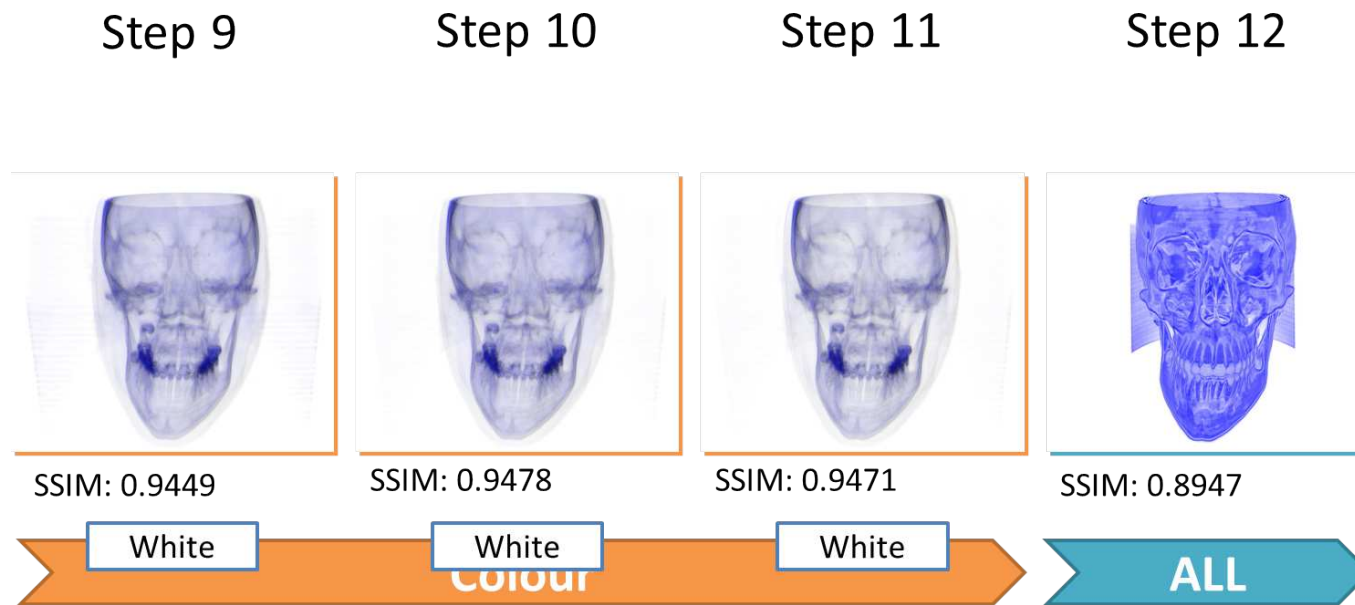 Step 9
Step 10
Step 11
Step 12
SSIM: 0.9449
SSIM: 0.9478
SSIM: 0.9471
SSIM: 0.8947
White
White
White
Colour
ALL